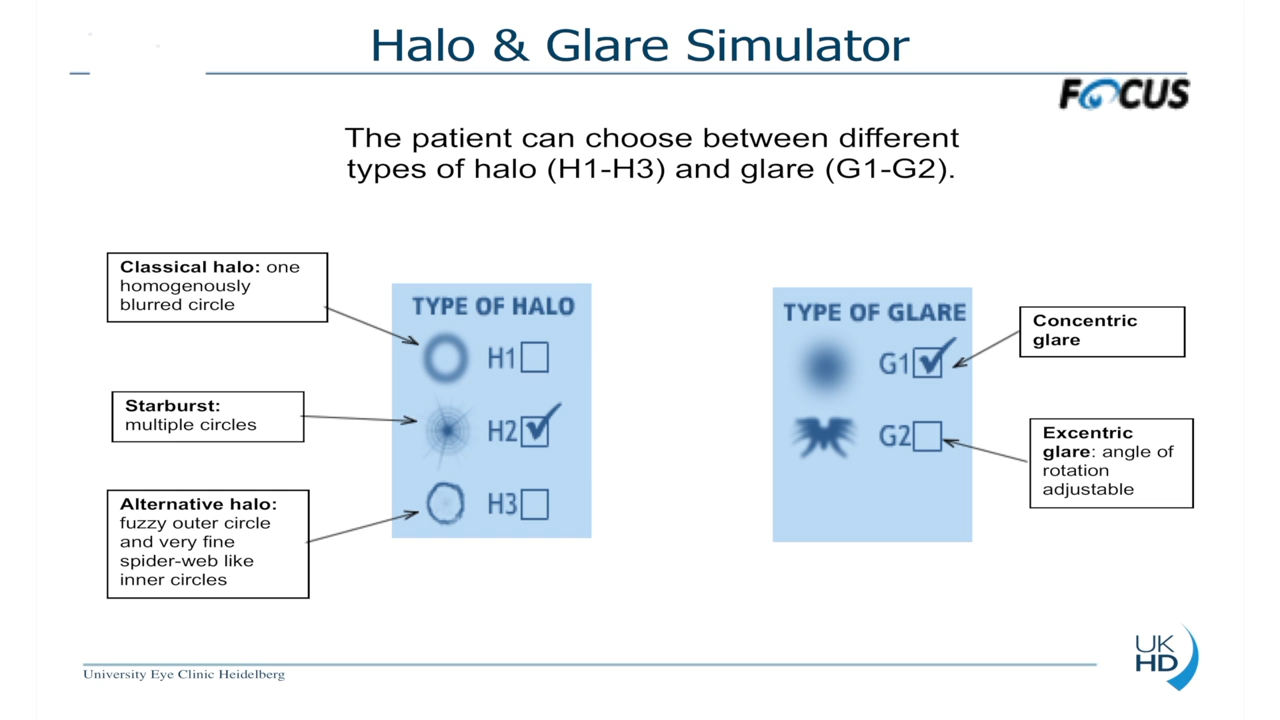 Halo & Glare Simulator
FOCUS
The patient can choose between different
types of halo (H1-H3) and glare (G1-G2).
Classical halo: one
homogenously
blurred circle
Starburst:
multiple circles
Alternative halo:
fuzzy outer circle
and very fine
spider-web like
inner circles
TYPE OF HALO
H1
H2
H3
TYPE OF GLARE
G1
G2
Concentric
glare
Excentric
glare: angle of
rotation
adjustable
University Eye Clinic Heidelberg
UK
HD